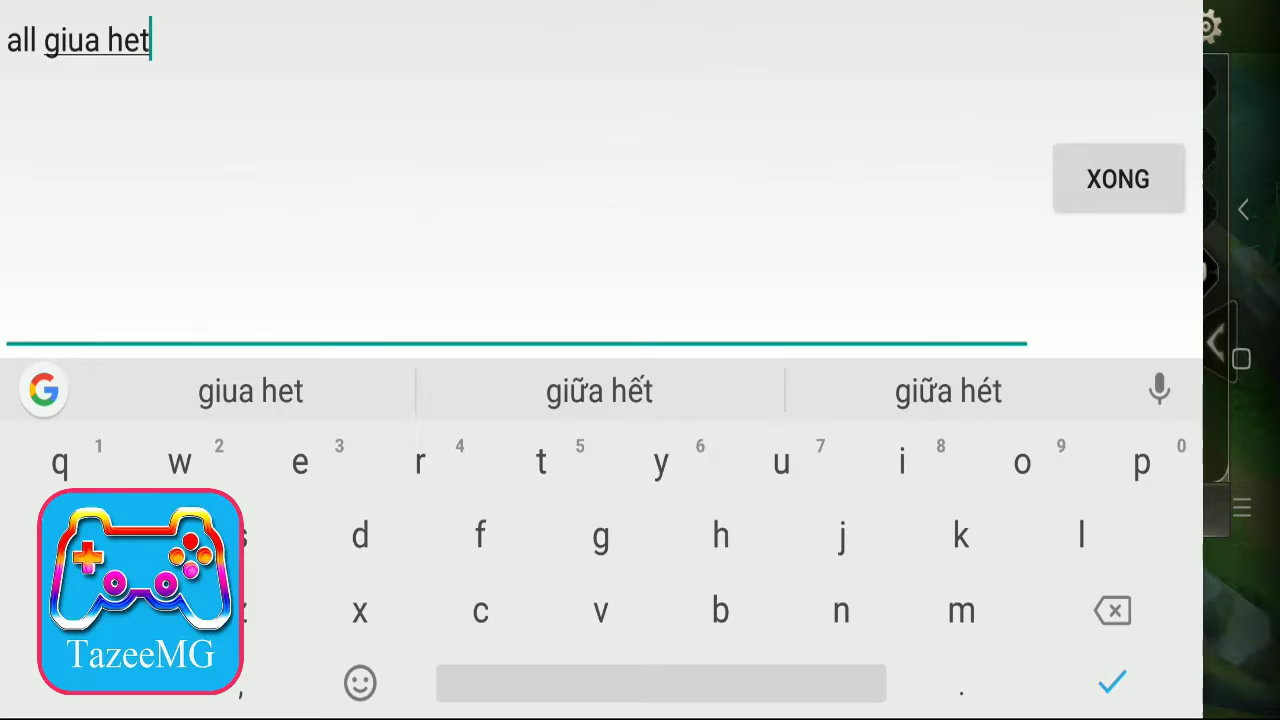 all giua het
XONG
giua het giữa hết giữa hét
q 1 w 2 e 3 r 4 t 5 y 6 u 7 i 8 o 9 p 0
s d f g h j k l
z x c v b n m
, .
TazeeMG